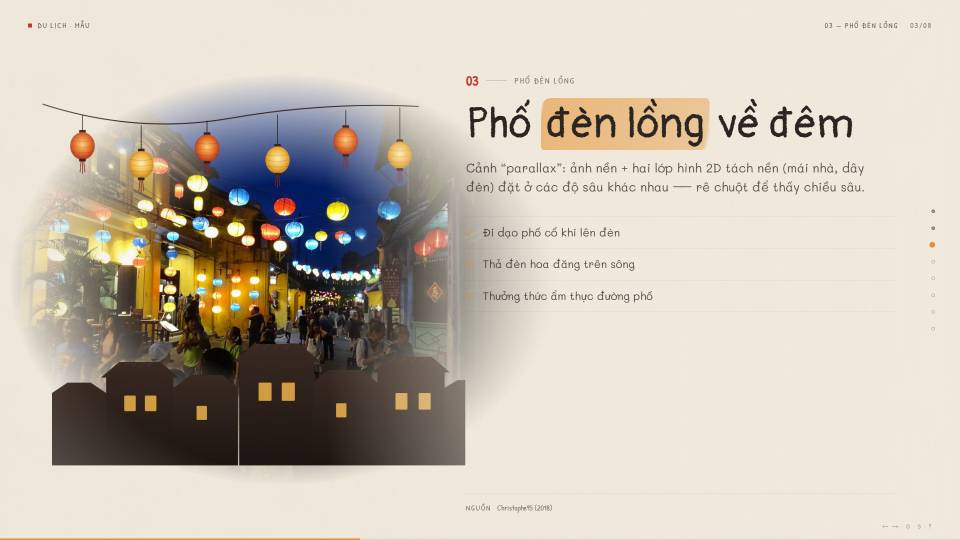 DU LỊCH · MẪU
03 — PHỐ ĐÈN LỒNG 03/08
03 — PHỐ ĐÈN LỒNG
Phố đèn lồng về đêm
Cảnh “parallax”: ảnh nền + hai lớp hình 2D tách nền (mái nhà, dây
đèn) đặt ở các độ sâu khác nhau — rê chuột để thấy chiều sâu.
Đi dạo phố cổ khi lên đèn
Thả đèn hoa đăng trên sông
Thưởng thức ẩm thực đường phố
NGUỒN Christophe95 (2018)
←→ · O · S · ?